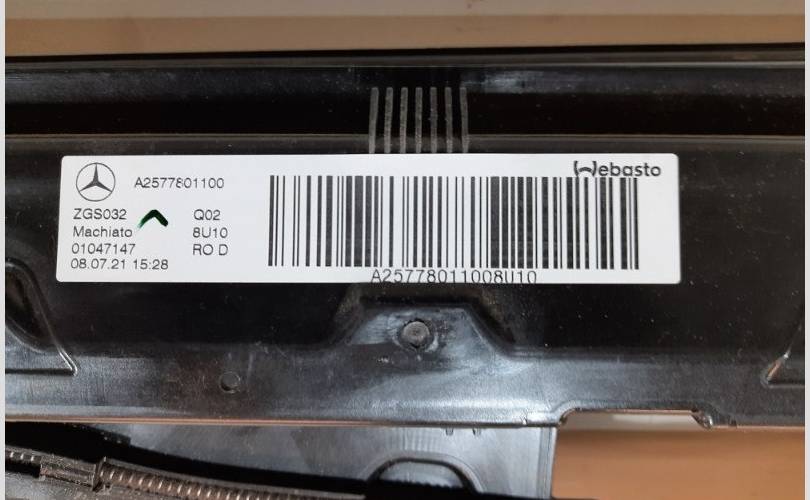 A2577801100
Webasto
ZGS032 Q02
Machiato 8U10
01047147 RO D
08.07.21 15:28
A25778011008U10